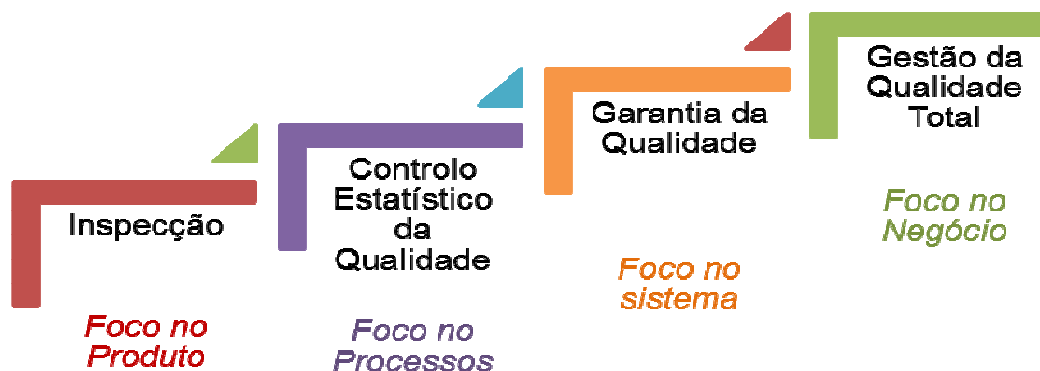 Inspecção
Foco no
Produto
Controlo
Estatístico
da
Qualidade
Foco no
Processos
Garantia da
Qualidade
Foco no
sistema
Gestão da
Qualidade
Total
Foco no
Negócio